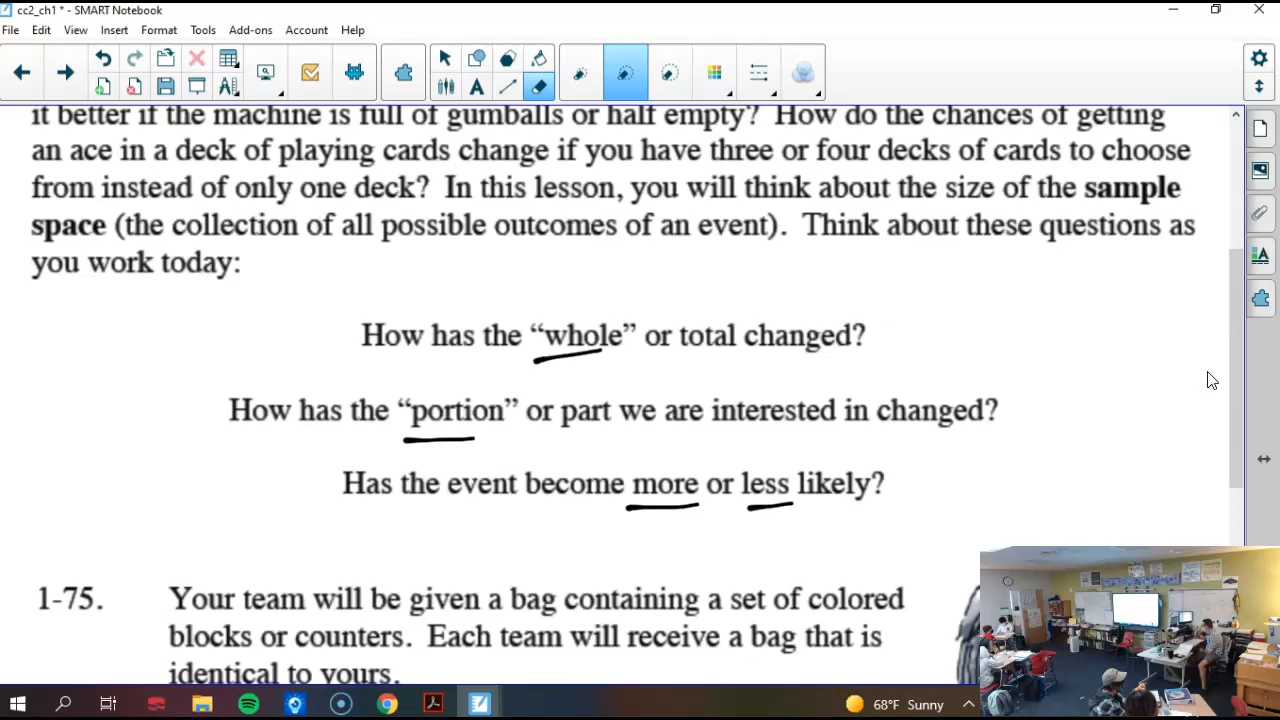 cc2_ch1 * - SMART Notebook
File Edit View Insert Format Tools Add-ons Account Help
it better if the machine is full of gumballs or half empty? How do the chances of getting
an ace in a deck of playing cards change if you have three or four decks of cards to choose
from instead of only one deck? In this lesson, you will think about the size of the sample
space (the collection of all possible outcomes of an event). Think about these questions as
you work today:
How has the “whole” or total changed?
How has the “portion” or part we are interested in changed?
Has the event become more or less likely?
1-75. Your team will be given a bag containing a set of colored
blocks or counters. Each team will receive a bag that is
identical to yours.
68°F Sunny